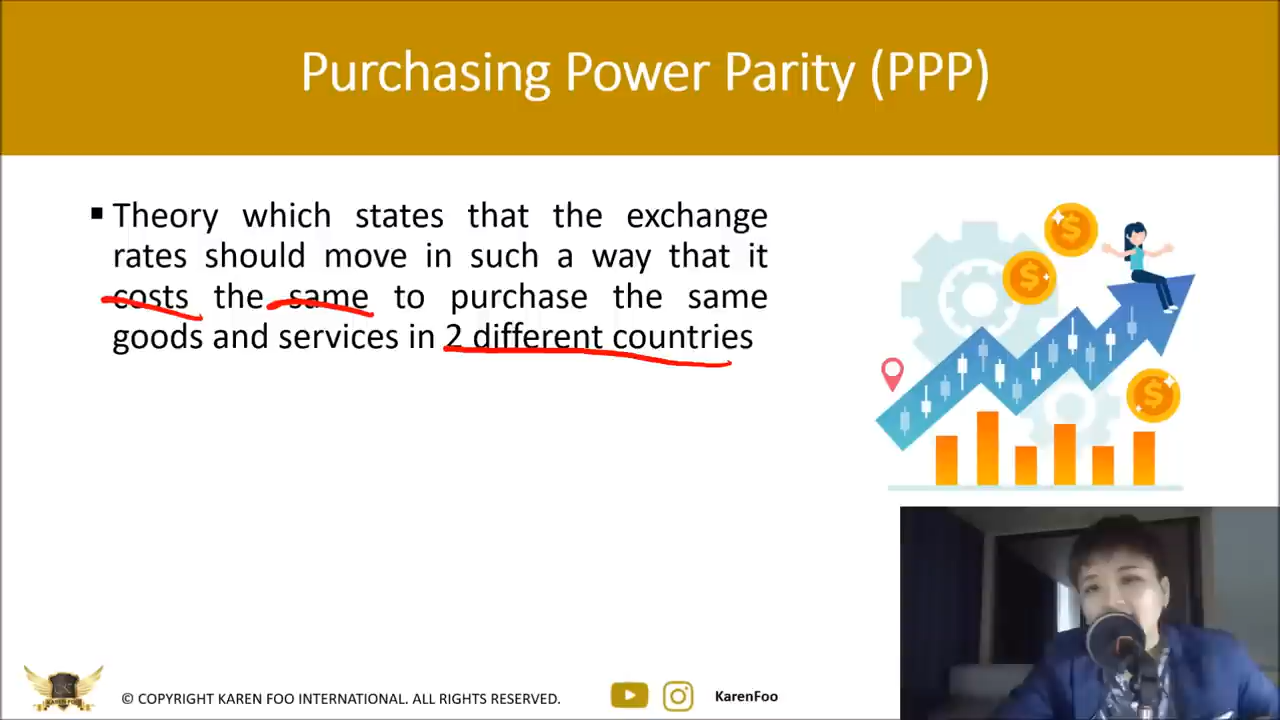 Purchasing Power Parity (PPP)
▪ Theory which states that the exchange
rates should move in such a way that it
costs the same to purchase the same
goods and services in 2 different countries
$
$
$
KAREN FOO
© COPYRIGHT KAREN FOO INTERNATIONAL. ALL RIGHTS RESERVED.
KarenFoo